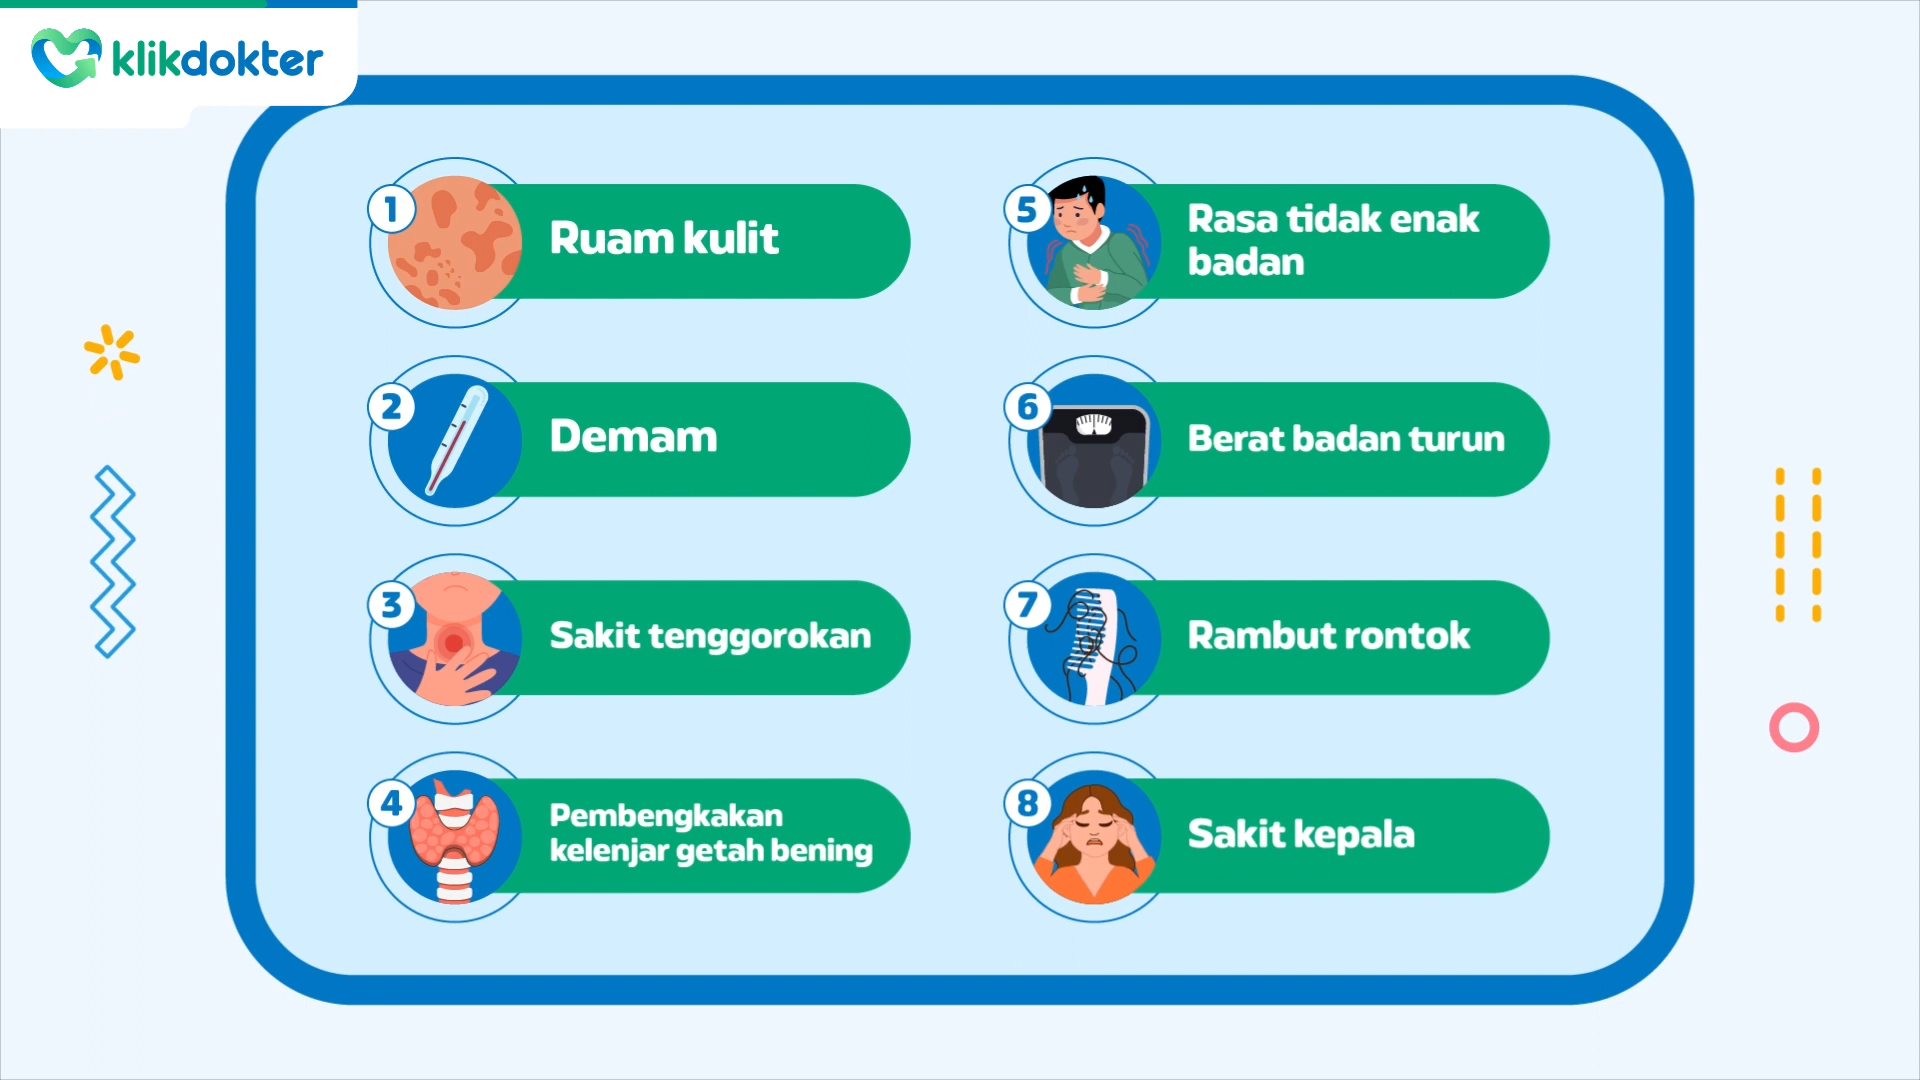 klikdokter
1
Ruam kulit
2
Demam
3
Sakit tenggorokan
4
Pembengkakan
kelenjar getah bening
5
Rasa tidak enak
badan
6
Berat badan turun
7
Rambut rontok
8
Sakit kepala